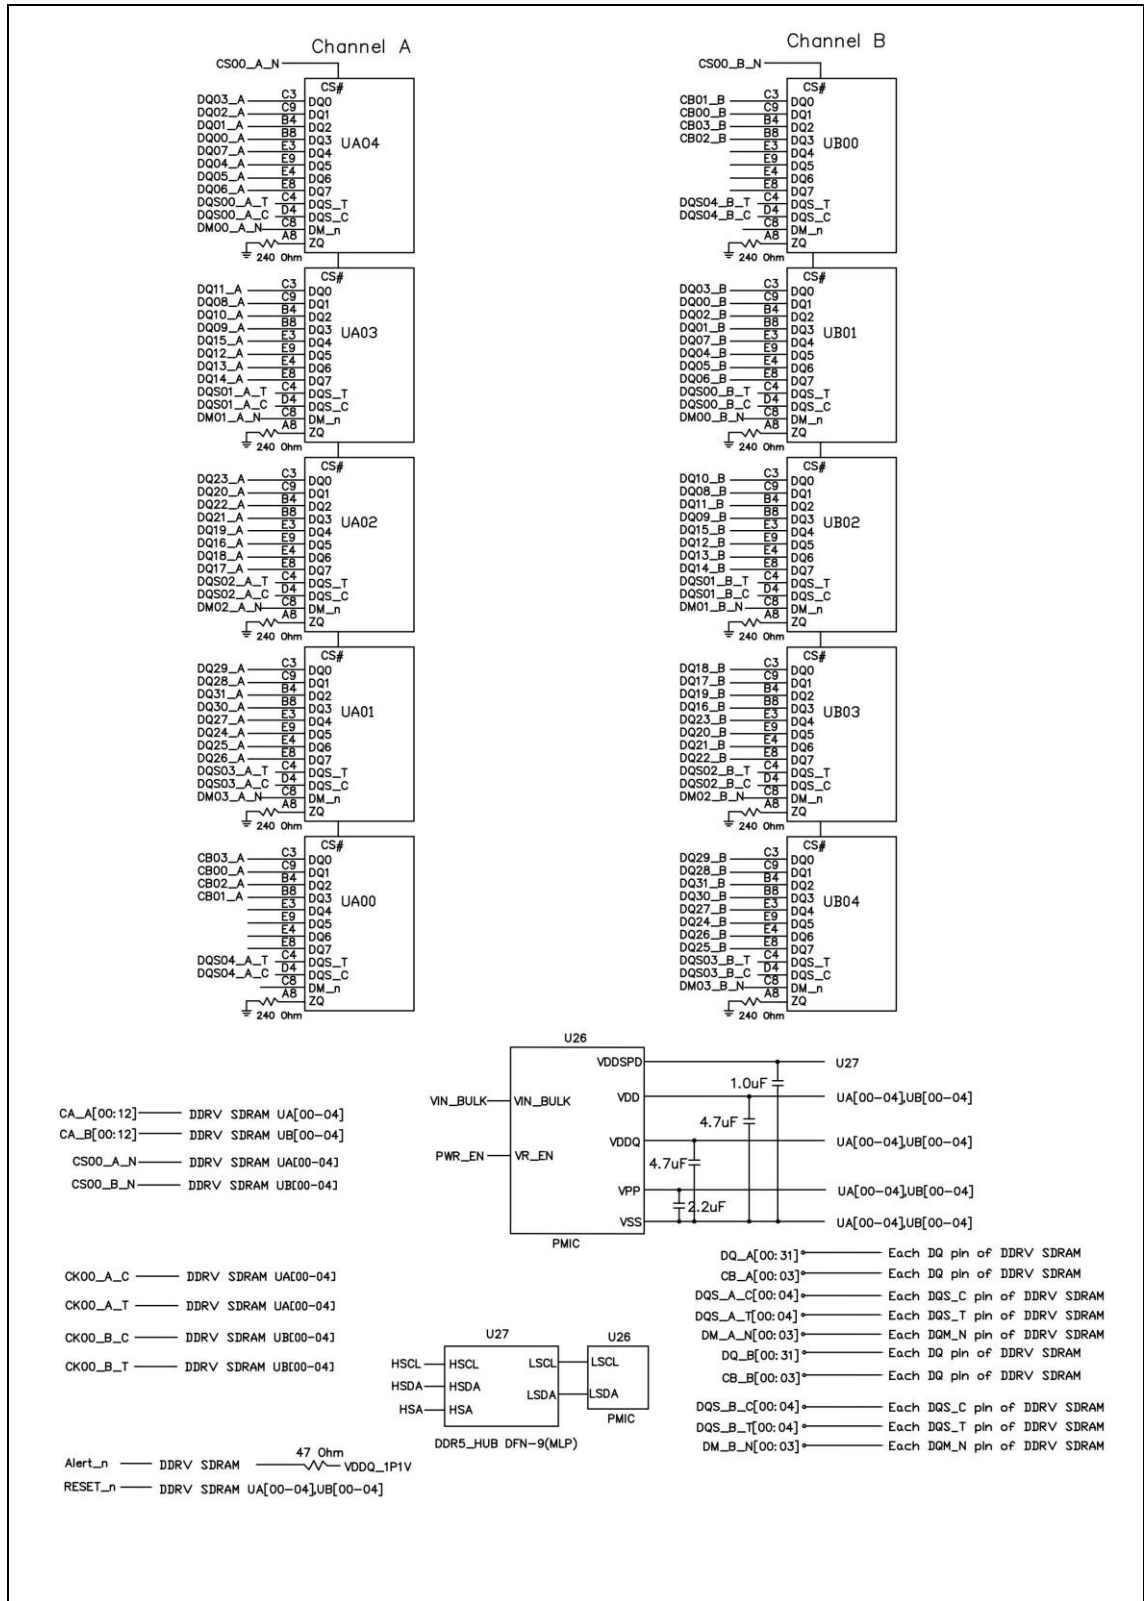 Channel A
CS00_A_N
CS#
DQ03_A C3 DQ0
DQ02_A C9 DQ1
DQ01_A B4 DQ2
DQ00_A B8 DQ3 UA04
DQ07_A E3 DQ4
DQ04_A E9 DQ5
DQ05_A E4 DQ6
DQ06_A E8 DQ7
DQS00_A_T C4 DQS_T
DQS00_A_C D4 DQS_C
DM00_A_N C8 DM_n
A8 ZQ
240 Ohm
CS#
DQ11_A C3 DQ0
DQ08_A C9 DQ1
DQ10_A B4 DQ2
DQ09_A B8 DQ3 UA03
DQ15_A E3 DQ4
DQ12_A E9 DQ5
DQ13_A E4 DQ6
DQ14_A E8 DQ7
DQS01_A_T C4 DQS_T
DQS01_A_C D4 DQS_C
DM01_A_N C8 DM_n
A8 ZQ
240 Ohm
CS#
DQ23_A C3 DQ0
DQ20_A C9 DQ1
DQ22_A B4 DQ2
DQ21_A B8 DQ3 UA02
DQ19_A E3 DQ4
DQ16_A E9 DQ5
DQ18_A E4 DQ6
DQ17_A E8 DQ7
DQS02_A_T C4 DQS_T
DQS02_A_C D4 DQS_C
DM02_A_N C8 DM_n
A8 ZQ
240 Ohm
CS#
DQ29_A C3 DQ0
DQ28_A C9 DQ1
DQ31_A B4 DQ2
DQ30_A B8 DQ3 UA01
DQ27_A E3 DQ4
DQ24_A E9 DQ5
DQ25_A E4 DQ6
DQ26_A E8 DQ7
DQS03_A_T C4 DQS_T
DQS03_A_C D4 DQS_C
DM03_A_N C8 DM_n
A8 ZQ
240 Ohm
CS#
CB03_A C3 DQ0
CB00_A C9 DQ1
CB02_A B4 DQ2
CB01_A B8 DQ3 UA00
E3 DQ4
E9 DQ5
E4 DQ6
E8 DQ7
DQS04_A_T C4 DQS_T
DQS04_A_C D4 DQS_C
C8 DM_n
A8 ZQ
240 Ohm
Channel B
CS00_B_N
CS#
CB01_B C3 DQ0
CB00_B C9 DQ1
CB03_B B4 DQ2
CB02_B B8 DQ3 UB00
E3 DQ4
E9 DQ5
E4 DQ6
E8 DQ7
DQS04_B_T C4 DQS_T
DQS04_B_C D4 DQS_C
C8 DM_n
A8 ZQ
240 Ohm
CS#
DQ03_B C3 DQ0
DQ00_B C9 DQ1
DQ02_B B4 DQ2
DQ01_B B8 DQ3 UB01
DQ07_B E3 DQ4
DQ04_B E9 DQ5
DQ05_B E4 DQ6
DQ06_B E8 DQ7
DQS00_B_T C4 DQS_T
DQS00_B_C D4 DQS_C
DM00_B_N C8 DM_n
A8 ZQ
240 Ohm
CS#
DQ10_B C3 DQ0
DQ08_B C9 DQ1
DQ11_B B4 DQ2
DQ09_B B8 DQ3 UB02
DQ15_B E3 DQ4
DQ12_B E9 DQ5
DQ13_B E4 DQ6
DQ14_B E8 DQ7
DQS01_B_T C4 DQS_T
DQS01_B_C D4 DQS_C
DM01_B_N C8 DM_n
A8 ZQ
240 Ohm
CS#
DQ18_B C3 DQ0
DQ17_B C9 DQ1
DQ19_B B4 DQ2
DQ16_B B8 DQ3 UB03
DQ23_B E3 DQ4
DQ20_B E9 DQ5
DQ21_B E4 DQ6
DQ22_B E8 DQ7
DQS02_B_T C4 DQS_T
DQS02_B_C D4 DQS_C
DM02_B_N C8 DM_n
A8 ZQ
240 Ohm
CS#
DQ29_B C3 DQ0
DQ28_B C9 DQ1
DQ31_B B4 DQ2
DQ30_B B8 DQ3 UB04
DQ27_B E3 DQ4
DQ24_B E9 DQ5
DQ26_B E4 DQ6
DQ25_B E8 DQ7
DQS03_B_T C4 DQS_T
DQS03_B_C D4 DQS_C
DM03_B_N C8 DM_n
A8 ZQ
240 Ohm
U26
VDDSPD U27
1.0uF
VIN_BULK VIN_BULK VDD UA[00-04],UB[00-04]
4.7uF
VDDQ UA[00-04],UB[00-04]
PWR_EN VR_EN 4.7uF
VPP UA[00-04],UB[00-04]
2.2uF
VSS UA[00-04],UB[00-04]
PMIC
CA_A[00:12] DDRV SDRAM UA[00-04]
CA_B[00:12] DDRV SDRAM UB[00-04]
CS00_A_N DDRV SDRAM UA[00-04]
CS00_B_N DDRV SDRAM UB[00-04]
CK00_A_C DDRV SDRAM UA[00-04]
CK00_A_T DDRV SDRAM UA[00-04]
CK00_B_C DDRV SDRAM UB[00-04]
CK00_B_T DDRV SDRAM UB[00-04]
U27 U26
HSCL HSCL LSCL LSCL
HSDA HSDA LSDA LSDA
HSA HSA
PMIC
DDR5_HUB DFN-9(MLP)
DQ_A[00:31] Each DQ pin of DDRV SDRAM
CB_A[00:03] Each DQ pin of DDRV SDRAM
DQS_A_C[00:04] Each DQS_C pin of DDRV SDRAM
DQS_A_T[00:04] Each DQS_T pin of DDRV SDRAM
DM_A_N[00:03] Each DQM_N pin of DDRV SDRAM
DQ_B[00:31] Each DQ pin of DDRV SDRAM
CB_B[00:03] Each DQ pin of DDRV SDRAM
DQS_B_C[00:04] Each DQS_C pin of DDRV SDRAM
DQS_B_T[00:04] Each DQS_T pin of DDRV SDRAM
DM_B_N[00:03] Each DQM_N pin of DDRV SDRAM
47 Ohm
Alert_n DDRV SDRAM VDDQ_1P1V
RESET_n DDRV SDRAM UA[00-04],UB[00-04]